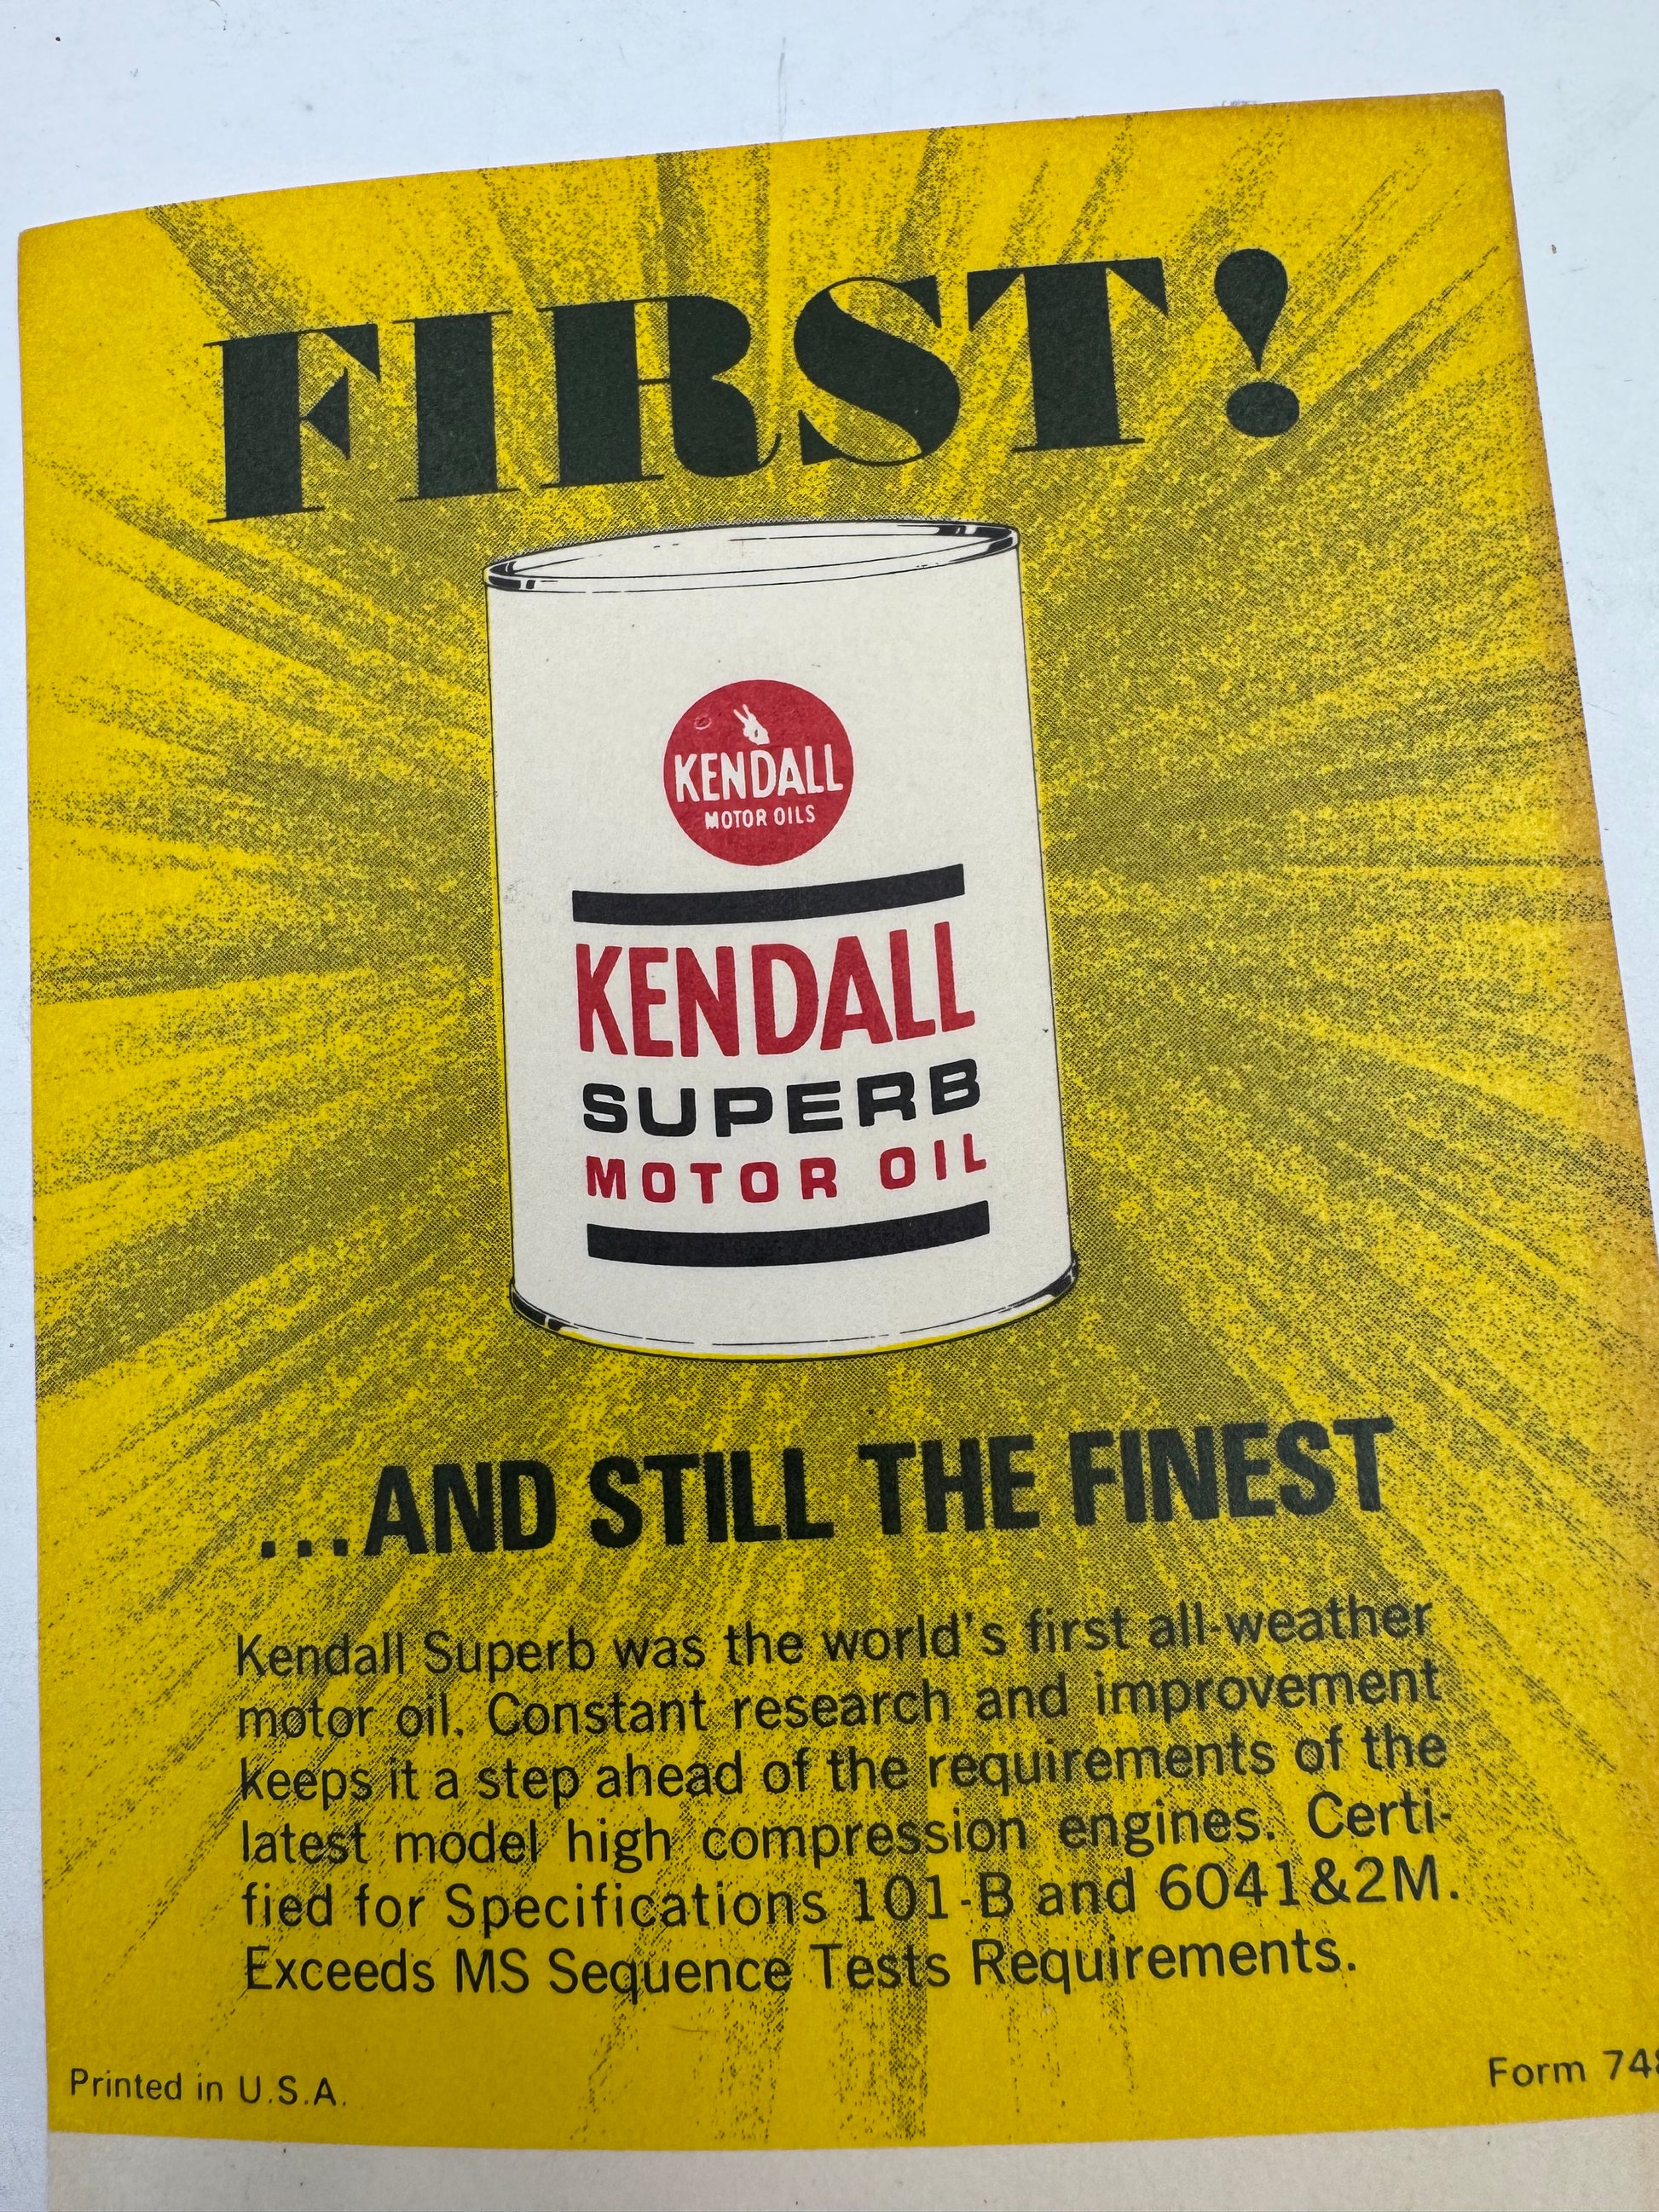 FIRST!
KENDALL
MOTOR OILS
KENDALL
SUPERB
MOTOR OIL
...AND STILL THE FINEST
Kendall Superb was the world's first all-weather
motor oil. Constant research and improvement
keeps it a step ahead of the requirements of the
latest model high compression engines. Certi-
fied for Specifications 101-B and 6041&2M.
Exceeds MS Sequence Tests Requirements.
Printed in U.S.A.
Form 748